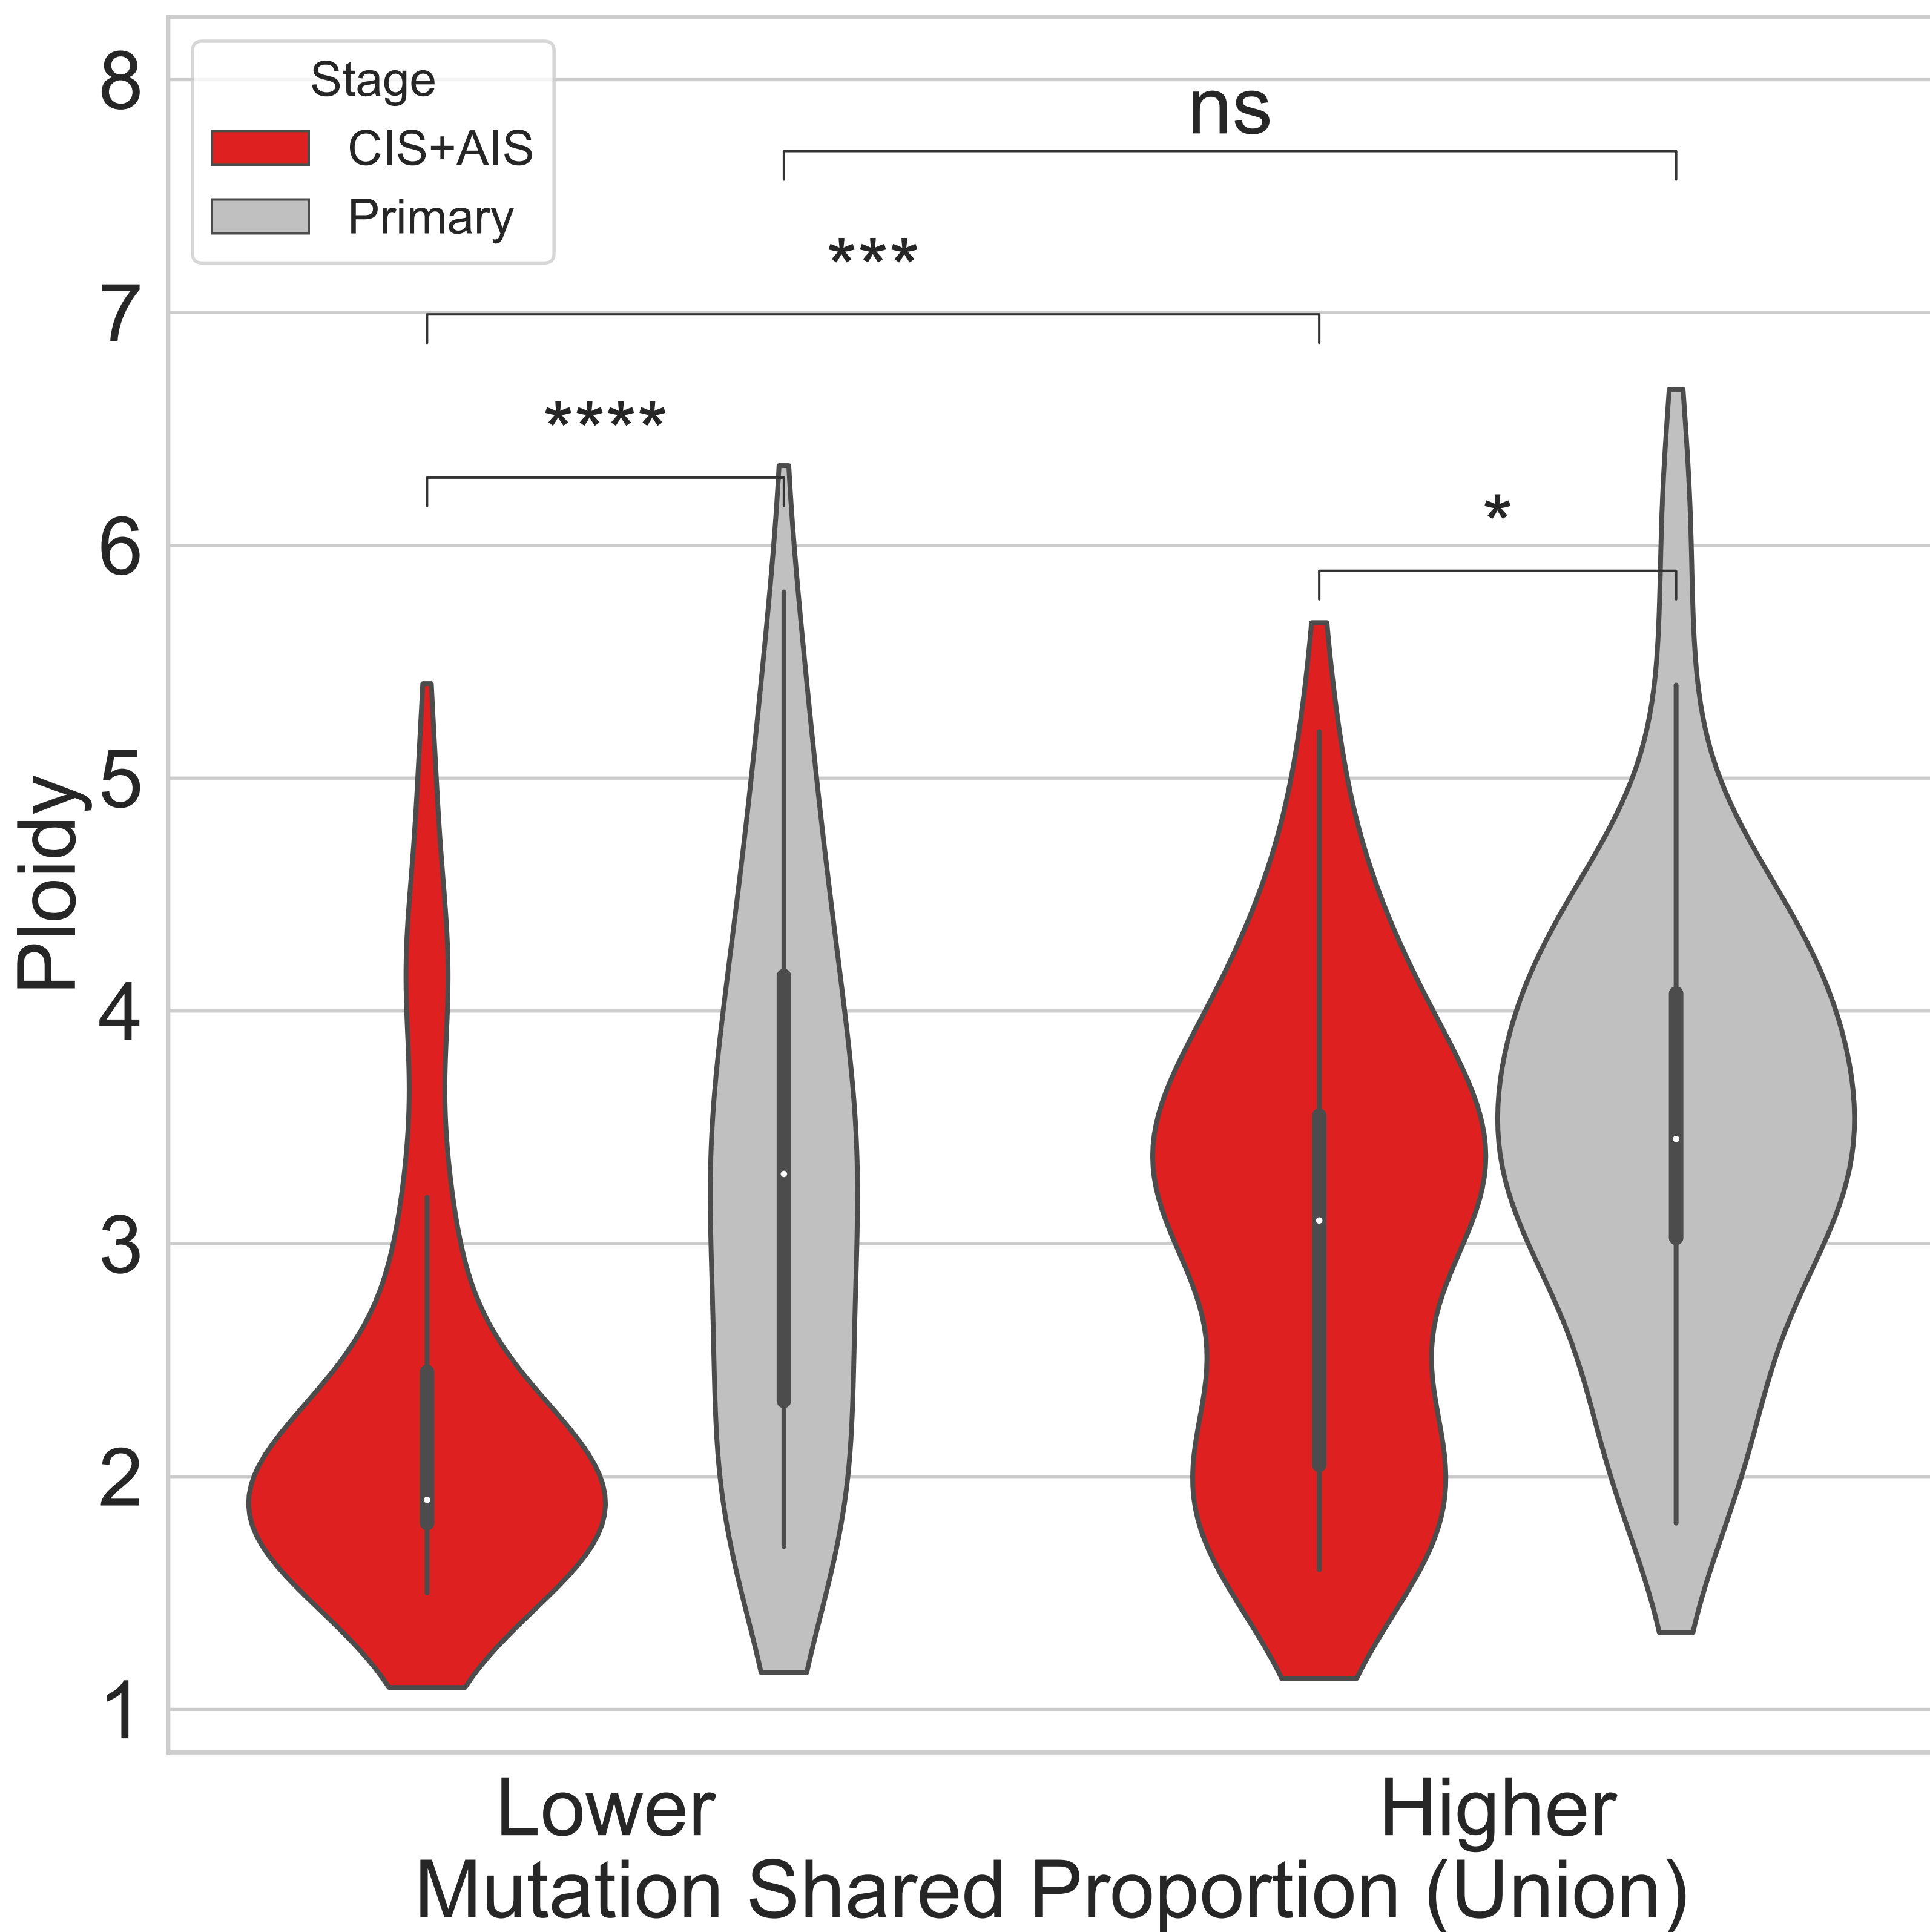 Stage
CIS+AIS
Primary
ns
***
****
*
8
7
6
5
4
3
2
1
Ploidy
Lower
Higher
Mutation Shared Proportion (Union)